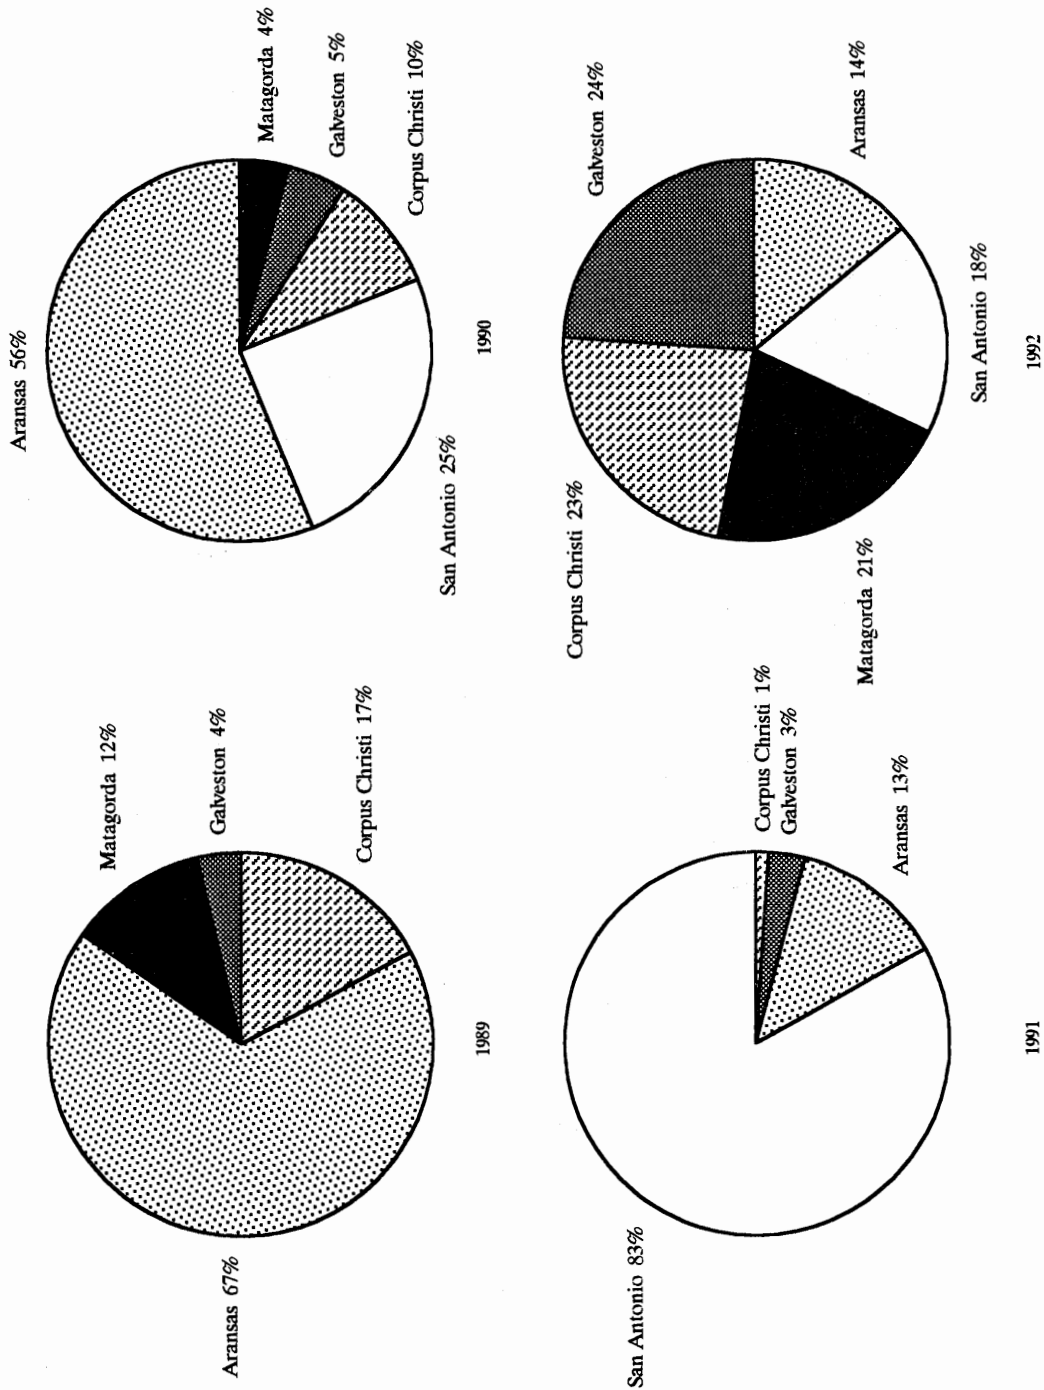 Matagorda 12%
Galveston 4%
Corpus Christi 17%
Aransas 67%
1989
Aransas 56%
Matagorda 4%
Galveston 5%
Corpus Christi 10%
San Antonio 25%
1990
Corpus Christi 1%
Galveston 3%
Aransas 13%
San Antonio 83%
1991
Galveston 24%
Corpus Christi 23%
Aransas 14%
Matagorda 21%
San Antonio 18%
1992